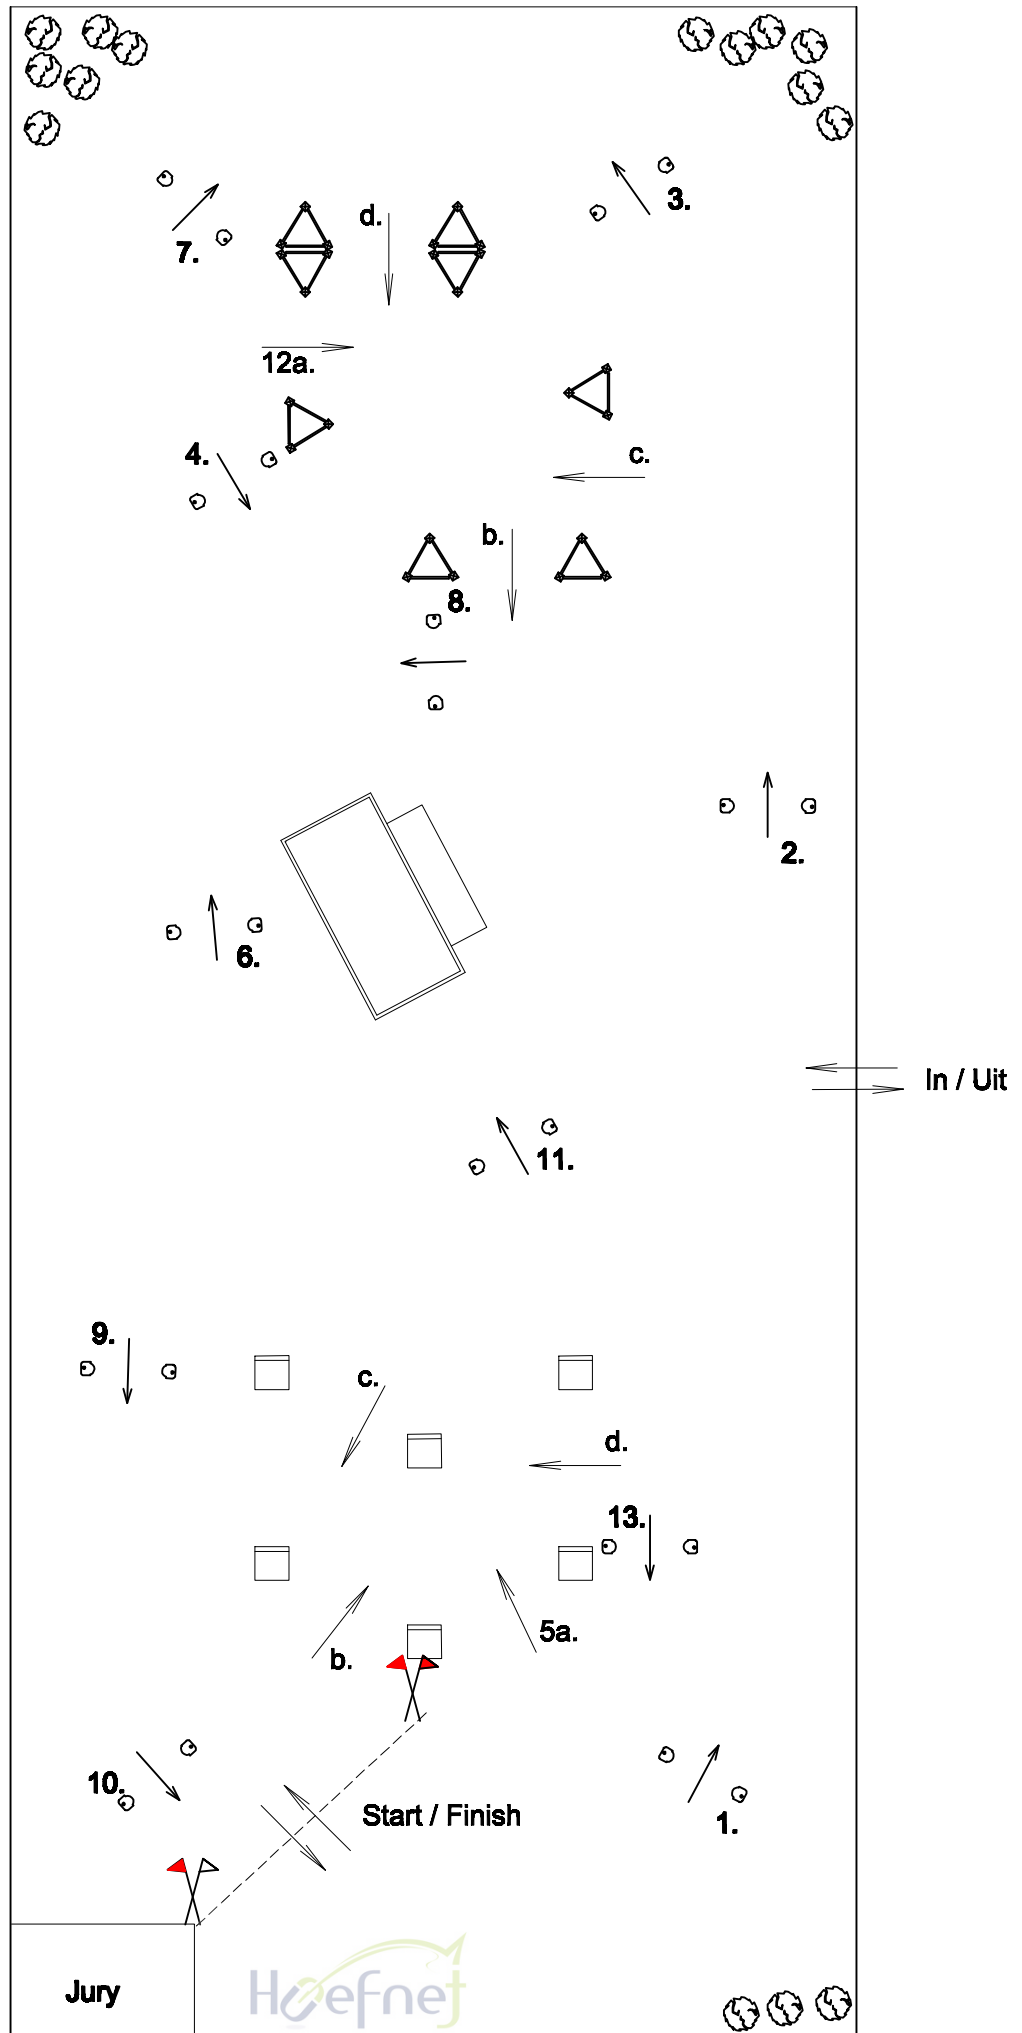 3.
d.
7.
12a.
4.
c.
b.
8.
2.
6.
In / Uit
11.
9.
c.
d.
13.
5a.
b.
10.
Start / Finish
1.
Jury
Hoefnet